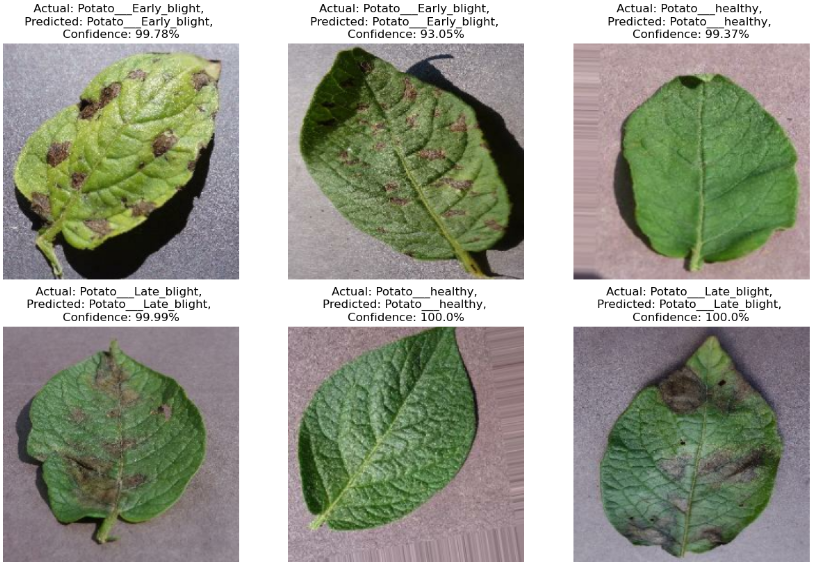 Actual: Potato___Early_blight,
Predicted: Potato___Early_blight,
Confidence: 99.78%
Actual: Potato___Early_blight,
Predicted: Potato___Early_blight,
Confidence: 93.05%
Actual: Potato___healthy,
Predicted: Potato___healthy,
Confidence: 99.37%
Actual: Potato___Late_blight,
Predicted: Potato___Late_blight,
Confidence: 99.99%
Actual: Potato___healthy,
Predicted: Potato___healthy,
Confidence: 100.0%
Actual: Potato___Late_blight,
Predicted: Potato___Late_blight,
Confidence: 100.0%